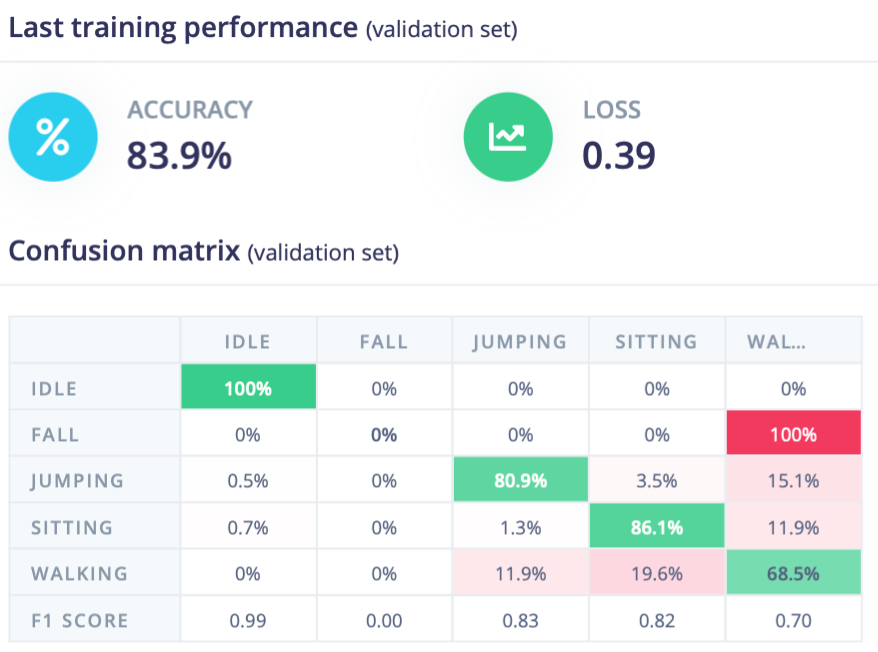 Last training performance (validation set)
%
ACCURACY
83.9%
LOSS
0.39
Confusion matrix (validation set)
IDLE FALL JUMPING SITTING WAL...
IDLE 100% 0% 0% 0% 0%
FALL 0% 0% 0% 0% 100%
JUMPING 0.5% 0% 80.9% 3.5% 15.1%
SITTING 0.7% 0% 1.3% 86.1% 11.9%
WALKING 0% 0% 11.9% 19.6% 68.5%
F1 SCORE 0.99 0.00 0.83 0.82 0.70